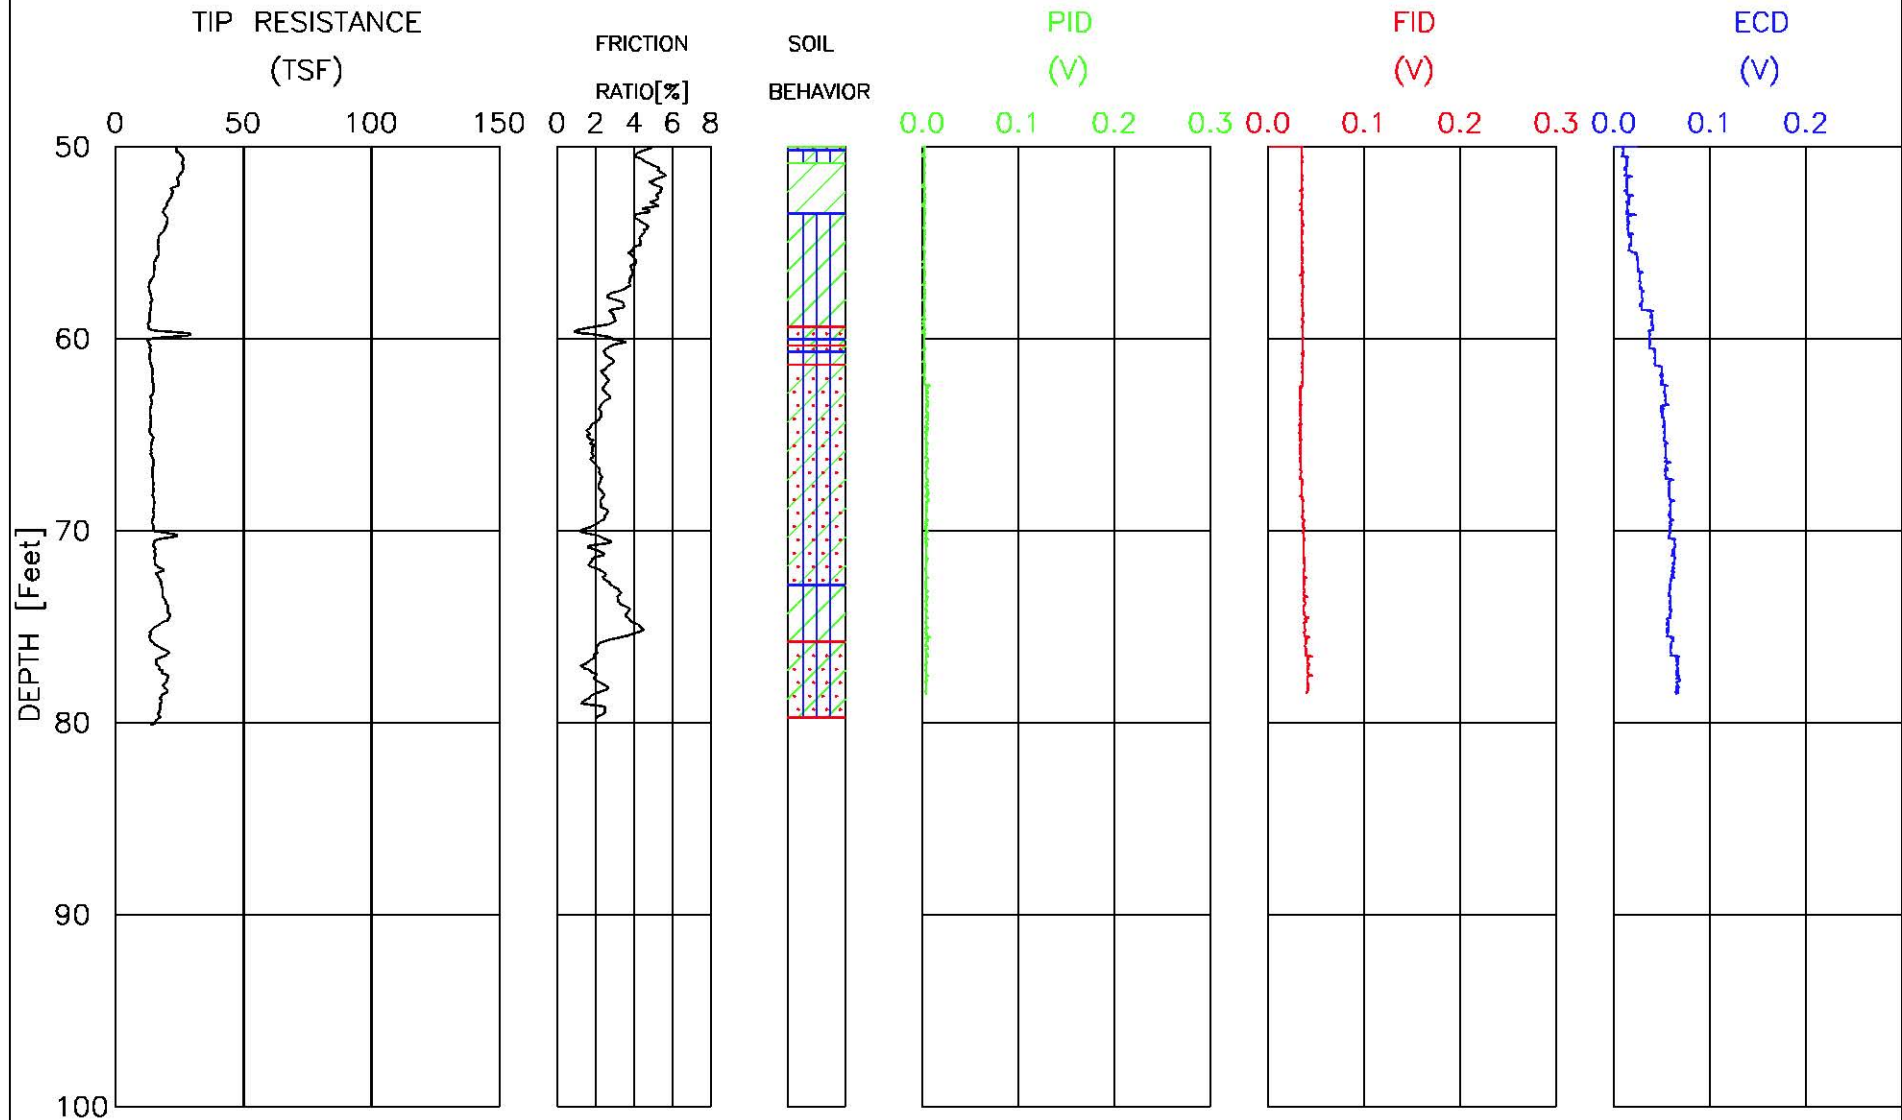 TIP RESISTANCE
(TSF)
0 50 100 150
FRICTION
RATIO[%]
0 2 4 6 8
SOIL
BEHAVIOR
PID
(V)
0.0 0.1 0.2 0.3
FID
(V)
0.0 0.1 0.2 0.3
ECD
(V)
0.0 0.1 0.2
DEPTH [Feet]
50
60
70
80
90
100